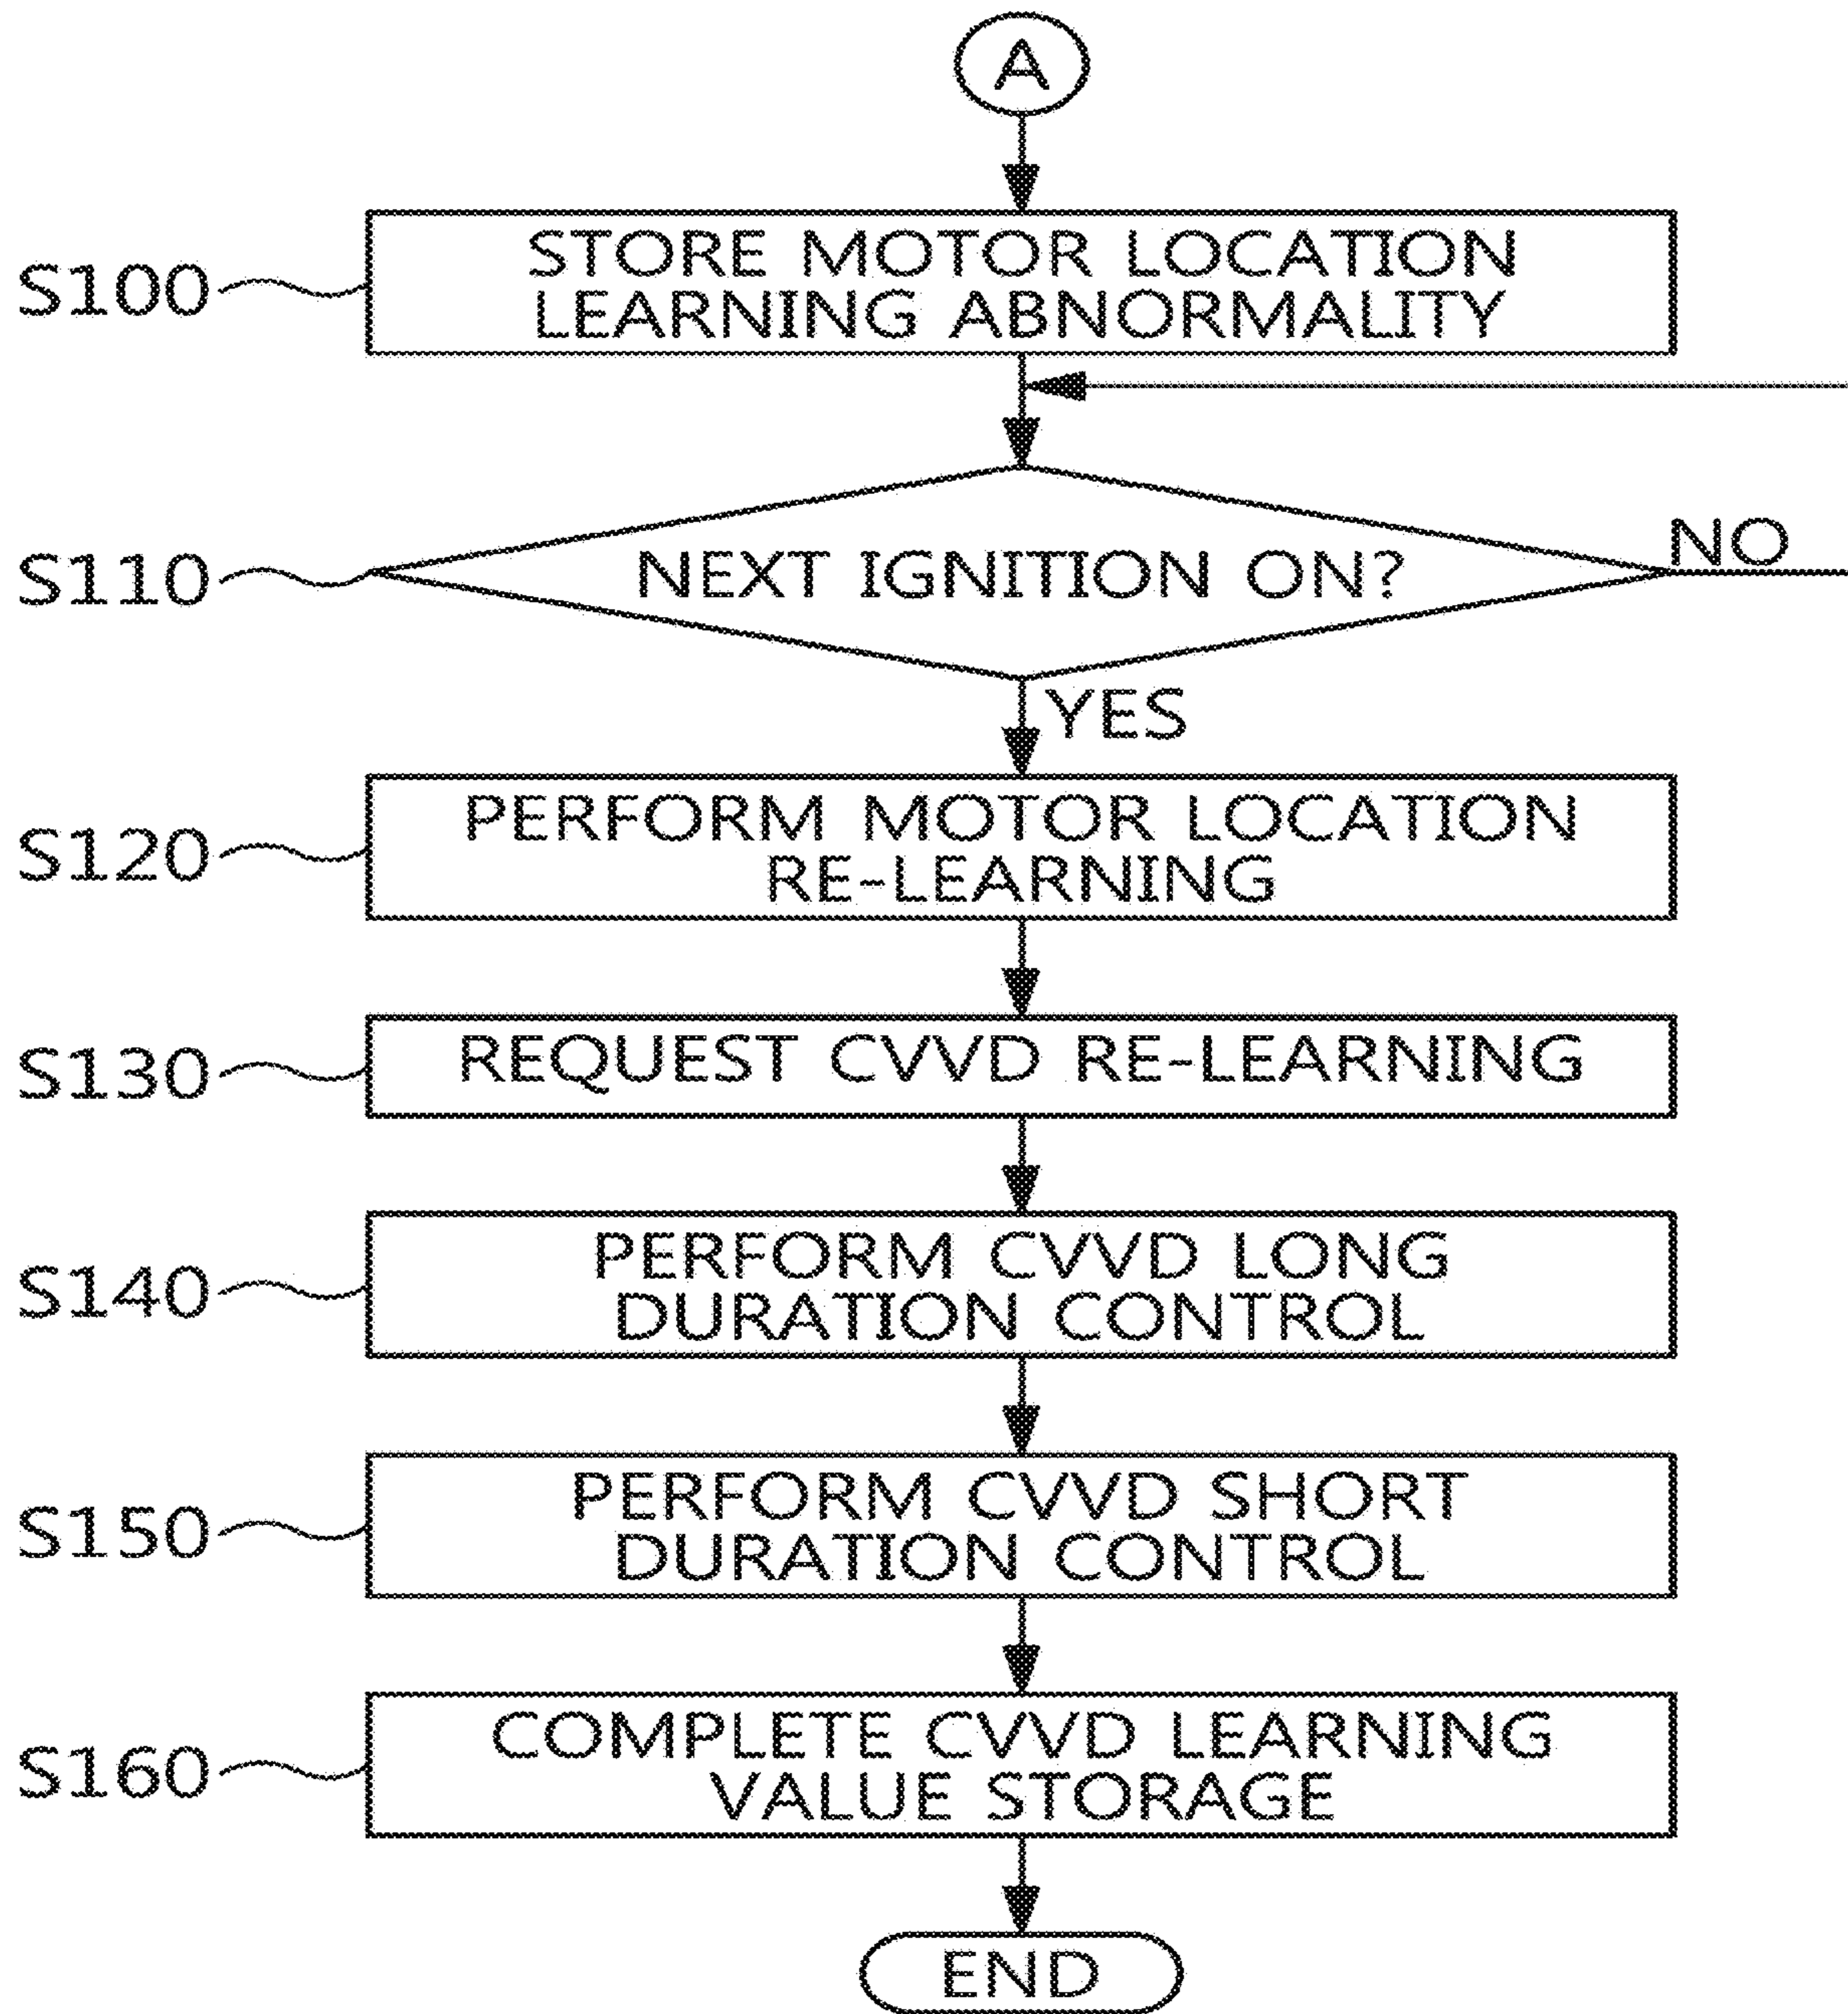 A
S100
STORE MOTOR LOCATION
LEARNING ABNORMALITY
S110
NEXT IGNITION ON?
NO
YES
S120
PERFORM MOTOR LOCATION
RE-LEARNING
S130
REQUEST CVVD RE-LEARNING
S140
PERFORM CVVD LONG
DURATION CONTROL
S150
PERFORM CVVD SHORT
DURATION CONTROL
S160
COMPLETE CVVD LEARNING
VALUE STORAGE
END